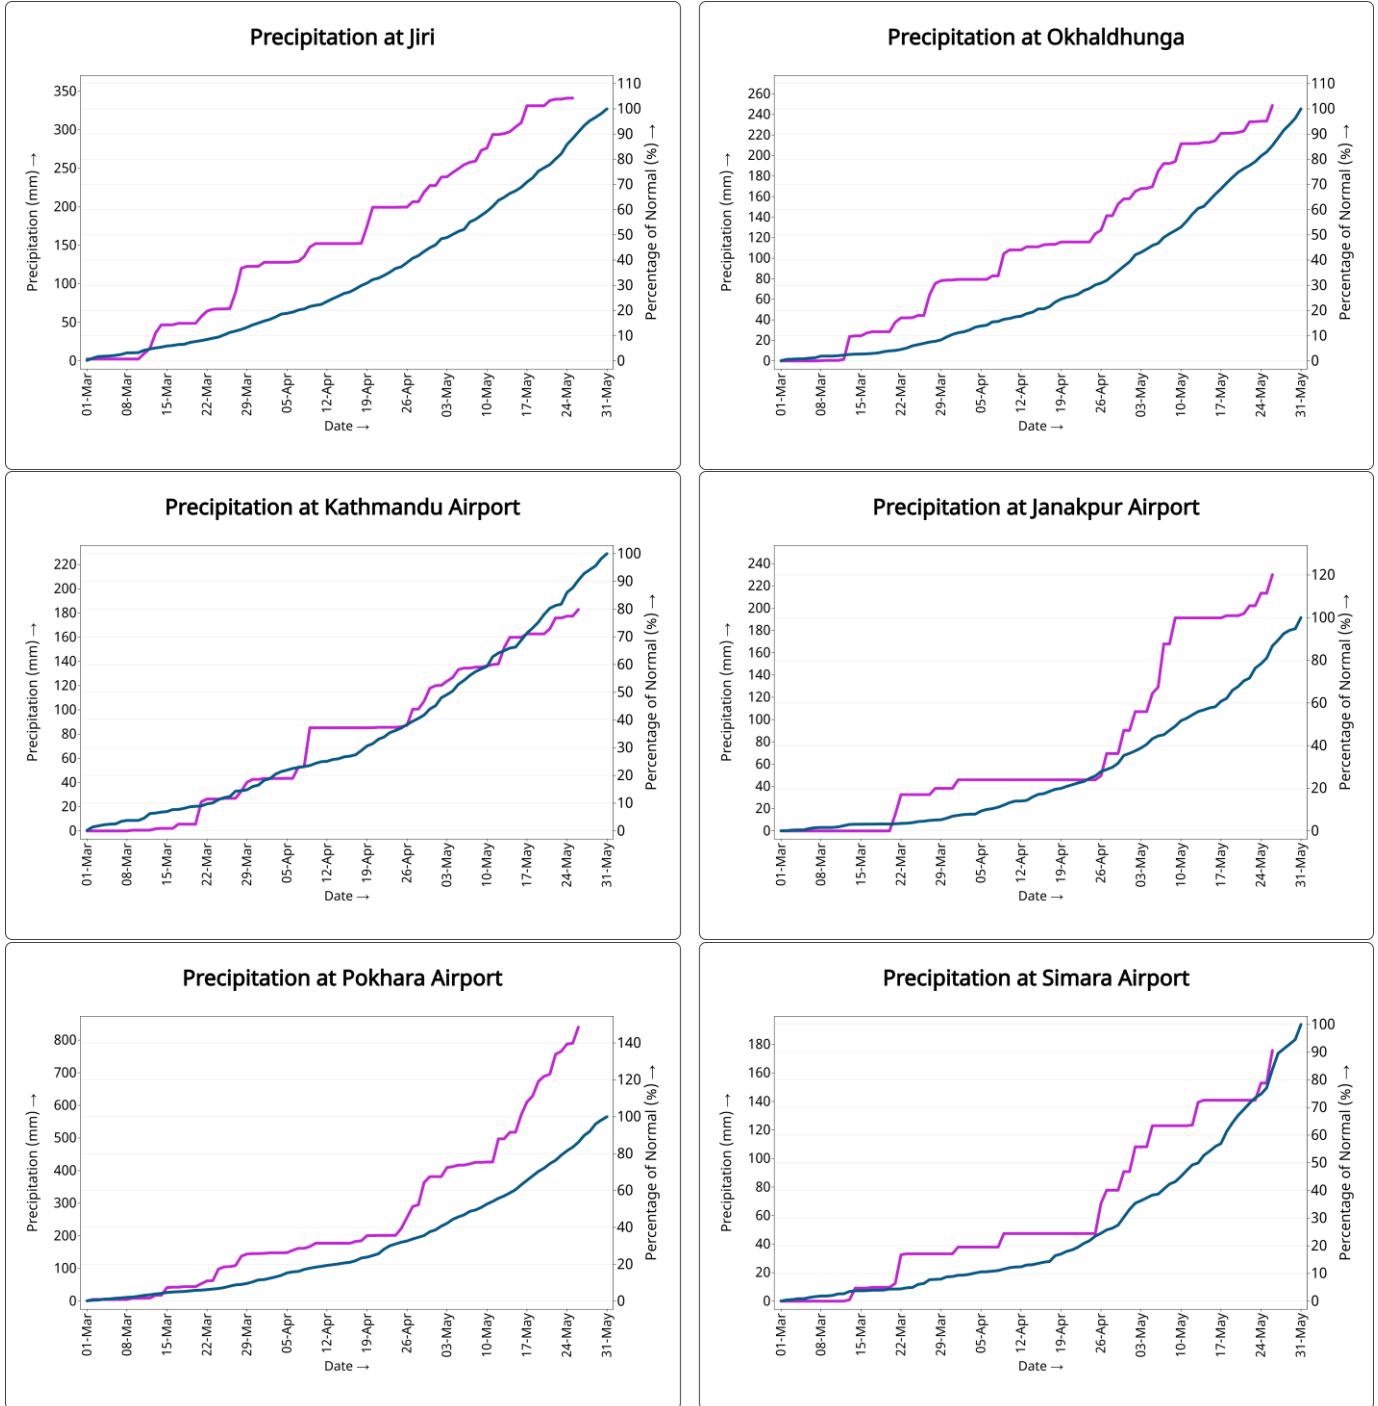 Precipitation at Jiri
350
300
250
200
150
100
50
0
110
100
90
80
70
60
50
40
30
20
10
0
Precipitation (mm) →
Percentage of Normal (%) →
01-Mar
08-Mar
15-Mar
22-Mar
29-Mar
05-Apr
12-Apr
19-Apr
26-Apr
03-May
10-May
17-May
24-May
31-May
Date →
Precipitation at Okhaldhunga
260
240
220
200
180
160
140
120
100
80
60
40
20
0
110
100
90
80
70
60
50
40
30
20
10
0
Precipitation (mm) →
Percentage of Normal (%) →
01-Mar
08-Mar
15-Mar
22-Mar
29-Mar
05-Apr
12-Apr
19-Apr
26-Apr
03-May
10-May
17-May
24-May
31-May
Date →
Precipitation at Kathmandu Airport
220
200
180
160
140
120
100
80
60
40
20
0
100
90
80
70
60
50
40
30
20
10
0
Precipitation (mm) →
Percentage of Normal (%) →
01-Mar
08-Mar
15-Mar
22-Mar
29-Mar
05-Apr
12-Apr
19-Apr
26-Apr
03-May
10-May
17-May
24-May
31-May
Date →
Precipitation at Janakpur Airport
240
220
200
180
160
140
120
100
80
60
40
20
0
120
100
80
60
40
20
0
Precipitation (mm) →
Percentage of Normal (%) →
01-Mar
08-Mar
15-Mar
22-Mar
29-Mar
05-Apr
12-Apr
19-Apr
26-Apr
03-May
10-May
17-May
24-May
31-May
Date →
Precipitation at Pokhara Airport
800
700
600
500
400
300
200
100
0
140
120
100
80
60
40
20
0
Precipitation (mm) →
Percentage of Normal (%) →
01-Mar
08-Mar
15-Mar
22-Mar
29-Mar
05-Apr
12-Apr
19-Apr
26-Apr
03-May
10-May
17-May
24-May
31-May
Date →
Precipitation at Simara Airport
180
160
140
120
100
80
60
40
20
0
100
90
80
70
60
50
40
30
20
10
0
Precipitation (mm) →
Percentage of Normal (%) →
01-Mar
08-Mar
15-Mar
22-Mar
29-Mar
05-Apr
12-Apr
19-Apr
26-Apr
03-May
10-May
17-May
24-May
31-May
Date →